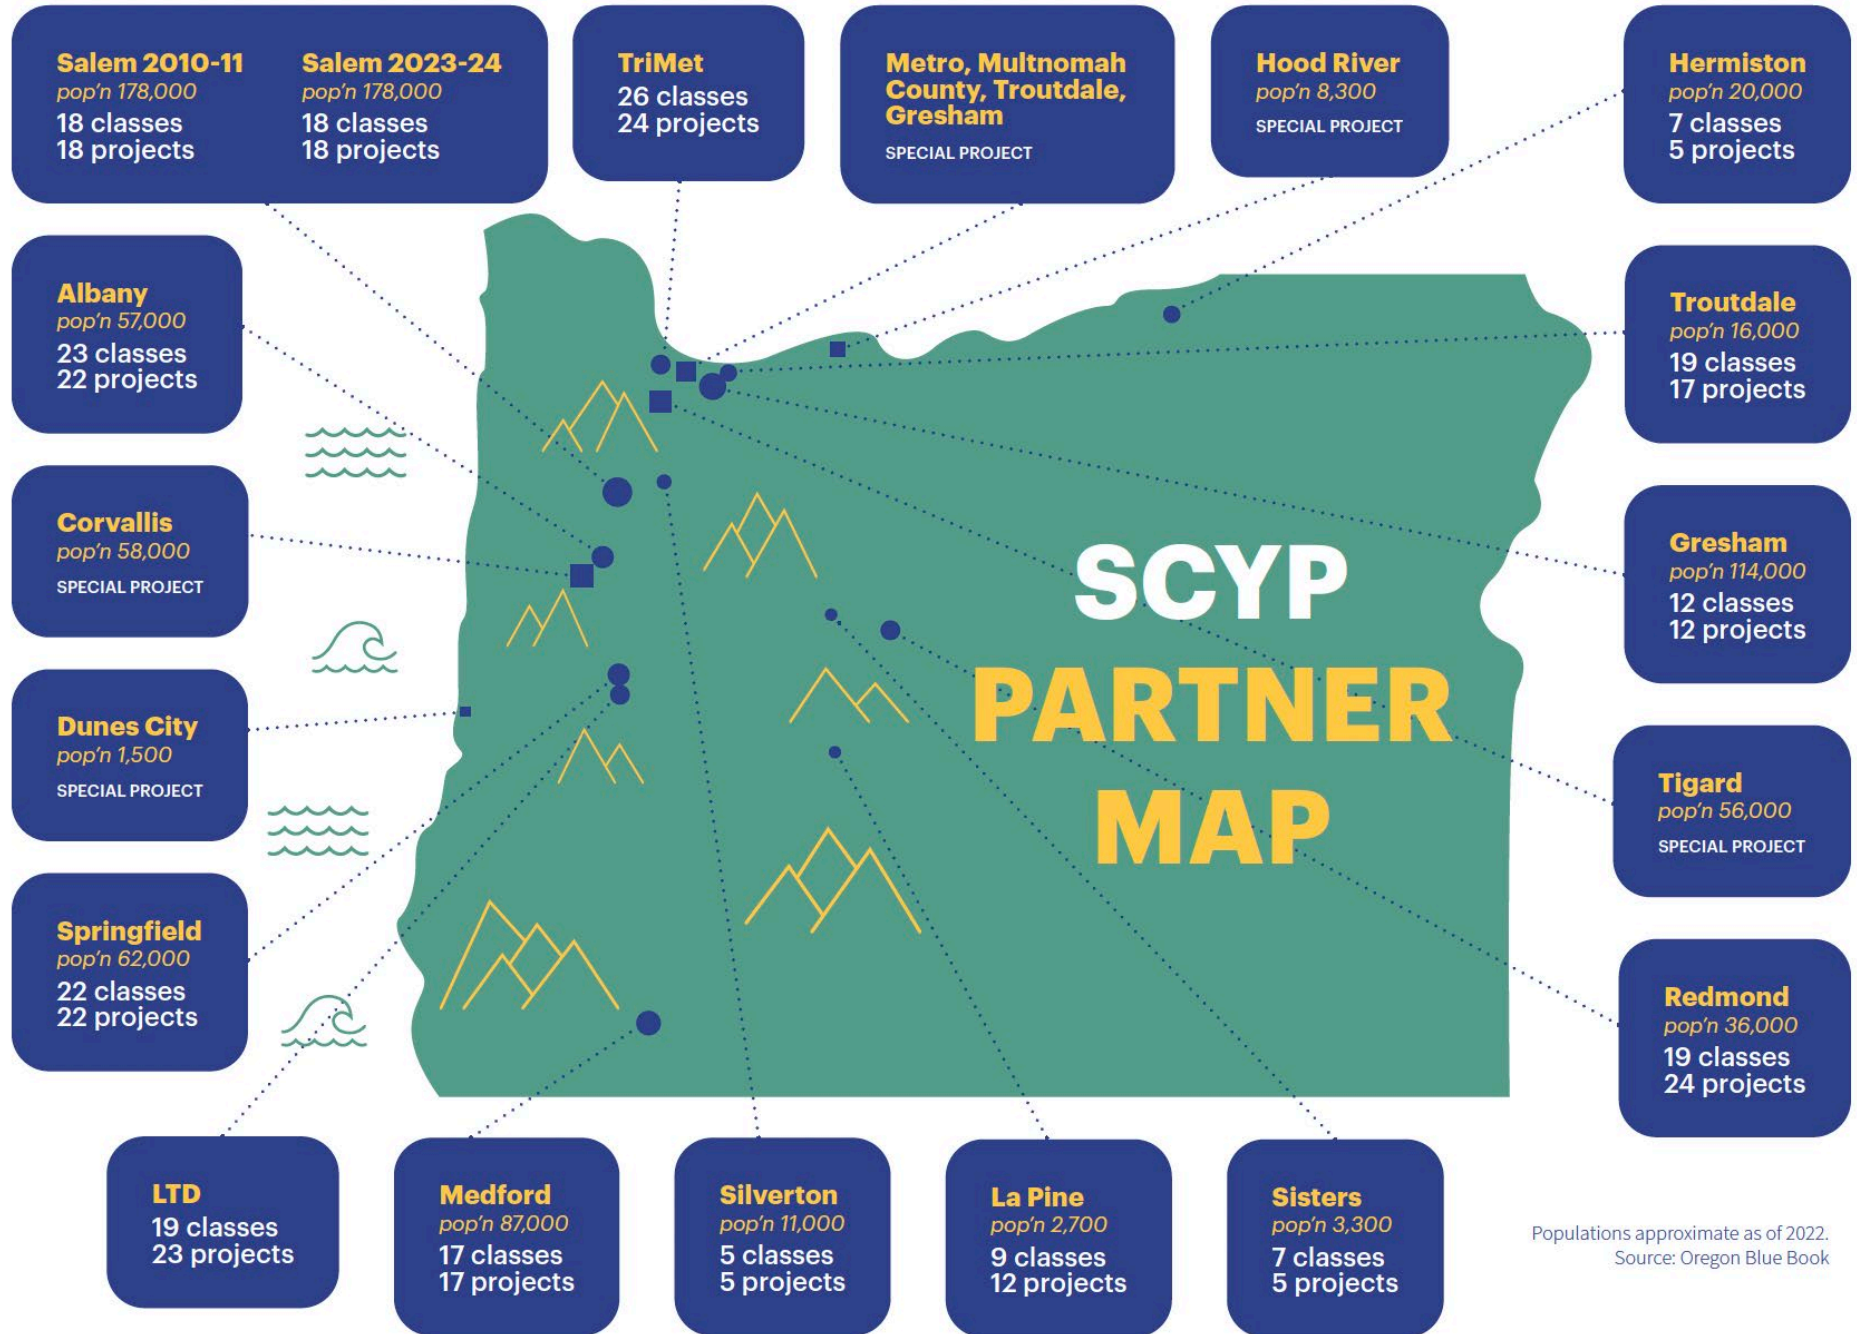 Salem 2010-11
pop'n 178,000
18 classes
18 projects
Salem 2023-24
pop'n 178,000
18 classes
18 projects
TriMet
26 classes
24 projects
Metro, Multnomah
County, Troutdale,
Gresham
SPECIAL PROJECT
Hood River
pop'n 8,300
SPECIAL PROJECT
Hermiston
pop'n 20,000
7 classes
5 projects
Albany
pop'n 57,000
23 classes
22 projects
Troutdale
pop'n 16,000
19 classes
17 projects
Corvallis
pop'n 58,000
SPECIAL PROJECT
Gresham
pop'n 114,000
12 classes
12 projects
SCYP
PARTNER
MAP
Dunes City
pop'n 1,500
SPECIAL PROJECT
Tigard
pop'n 56,000
SPECIAL PROJECT
Springfield
pop'n 62,000
22 classes
22 projects
Redmond
pop'n 36,000
19 classes
24 projects
LTD
19 classes
23 projects
Medford
pop'n 87,000
17 classes
17 projects
Silverton
pop'n 11,000
5 classes
5 projects
La Pine
pop'n 2,700
9 classes
12 projects
Sisters
pop'n 3,300
7 classes
5 projects
Populations approximate as of 2022.
Source: Oregon Blue Book